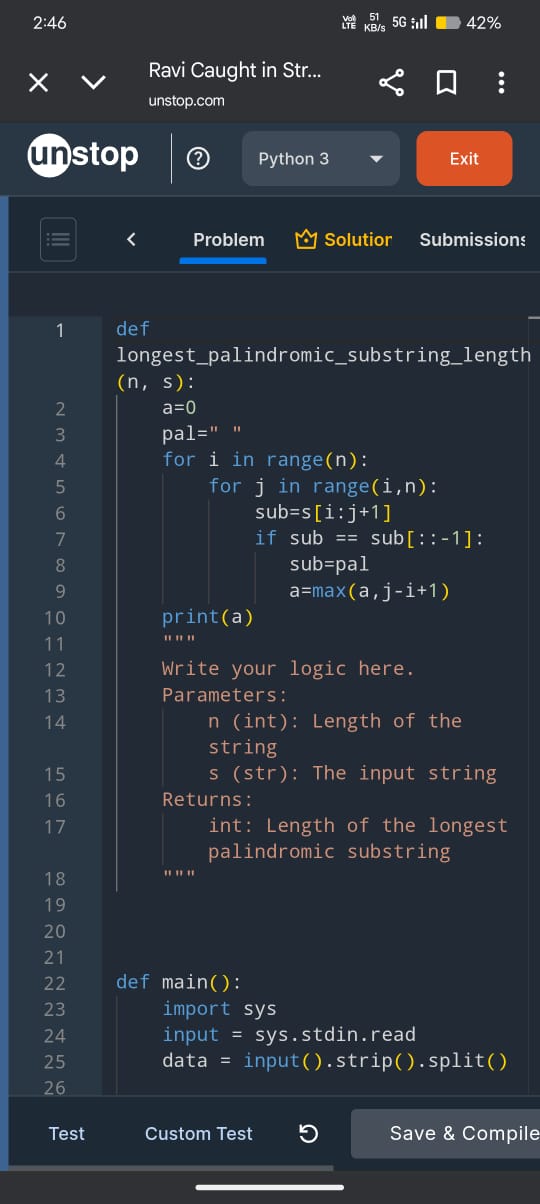 2:46
Vo) LTE 51 KB/s 5G 42%
Ravi Caught in Str...
unstop.com
unstop
?
Python 3
Exit
Problem Solution Submissions
1 def
longest_palindromic_substring_length
(n, s):
2 a=0
3 pal=" "
4 for i in range(n):
5 for j in range(i,n):
6 sub=s[i:j+1]
7 if sub == sub[::-1]:
8 sub=pal
9 a=max(a,j-i+1)
10 print(a)
11 """
12 Write your logic here.
13 Parameters:
14 n (int): Length of the
string
15 s (str): The input string
16 Returns:
17 int: Length of the longest
palindromic substring
18 """
19
20
21
22 def main():
23 import sys
24 input = sys.stdin.read
25 data = input().strip().split()
26
Test Custom Test Save & Compile